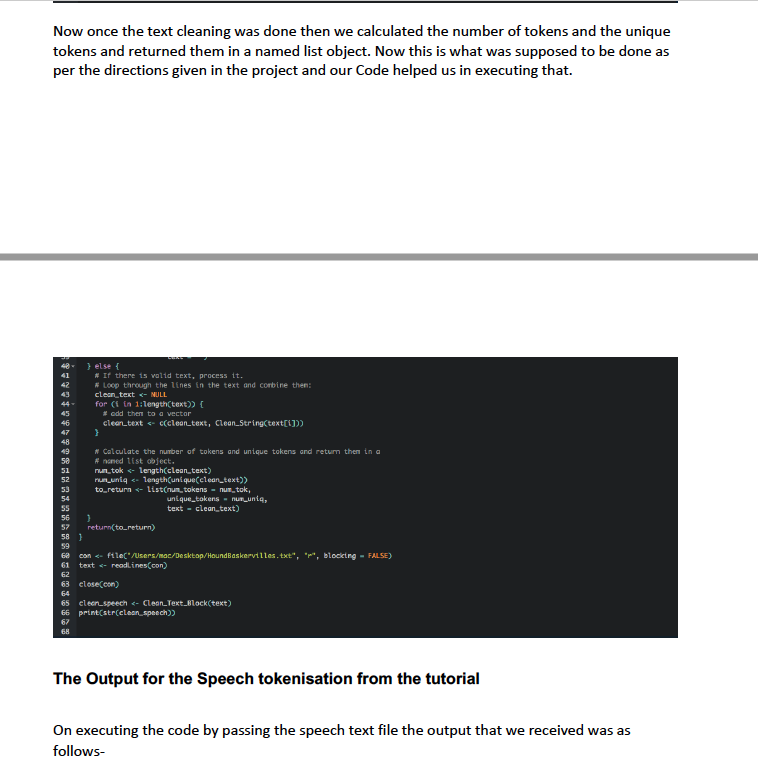 Now once the text cleaning was done then we calculated the number of tokens and the unique
tokens and returned them in a named list object. Now this is what was supposed to be done as
per the directions given in the project and our Code helped us in executing that.
40 } else {
41 # If there is valid text, process it.
42 # Loop through the lines in the text and combine them:
43 clean_text <- NULL
44 for (i in 1:length(text)) {
45 # add them to a vector
46 clean_text <- c(clean_text, Clean_String(text[i]))
47 }
48
49 # Calculate the number of tokens and unique tokens and return them in a
50 # named list object.
51 num_tok <- length(clean_text)
52 num_uniq <- length(unique(clean_text))
53 to_return <- list(num_tokens = num_tok,
54 unique_tokens = num_uniq,
55 text = clean_text)
56 }
57 return(to_return)
58 }
59
60 con <- file("/Users/mac/Desktop/HoundBaskervilles.txt", "r", blocking = FALSE)
61 text <- readLines(con)
62
63 close(con)
64
65 clean_speech <- Clean_Text_Block(text)
66 print(str(clean_speech))
67
68
The Output for the Speech tokenisation from the tutorial
On executing the code by passing the speech text file the output that we received was as
follows-